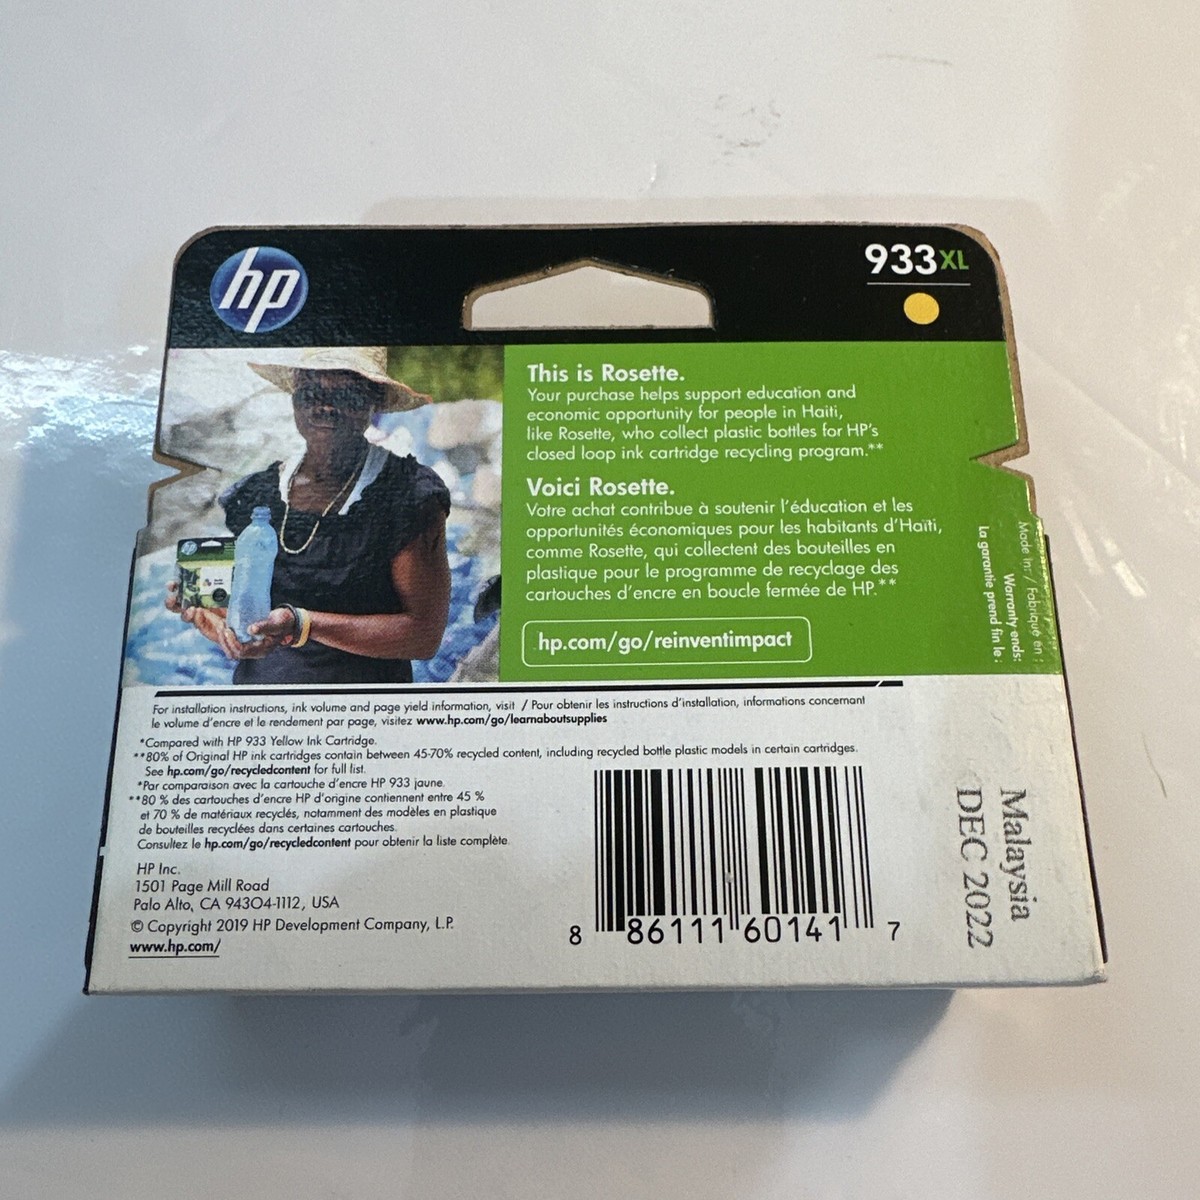 hp
933XL
This is Rosette.
Your purchase helps support education and
economic opportunity for people in Haiti,
like Rosette, who collect plastic bottles for HP's
closed loop ink cartridge recycling program.**
Voici Rosette.
Votre achat contribue à soutenir l'éducation et les
opportunités économiques pour les habitants d'Haïti,
comme Rosette, qui collectent des bouteilles en
plastique pour le programme de recyclage des
cartouches d'encre en boucle fermée de HP.**
hp.com/go/reinventimpact
Made in: / Fabriqué en :
Warranty ends:
La garantie prend fin le :
Malaysia
DEC 2022
For installation instructions, ink volume and page yield information, visit / Pour obtenir les instructions d'installation, informations concernant
le volume d'encre et le rendement par page, visitez www.hp.com/go/learnaboutsupplies
*Compared with HP 933 Yellow Ink Cartridge.
**80% of Original HP ink cartridges contain between 45-70% recycled content, including recycled bottle plastic models in certain cartridges.
See hp.com/go/recycledcontent for full list.
*Par comparaison avec la cartouche d'encre HP 933 jaune.
**80 % des cartouches d'encre HP d'origine contiennent entre 45 %
et 70 % de matériaux recyclés, notamment des modèles en plastique
de bouteilles recyclées dans certaines cartouches.
Consultez le hp.com/go/recycledcontent pour obtenir la liste complète.
HP Inc.
1501 Page Mill Road
Palo Alto, CA 94304-1112, USA
© Copyright 2019 HP Development Company, L.P.
www.hp.com/
8 86111 60141 7